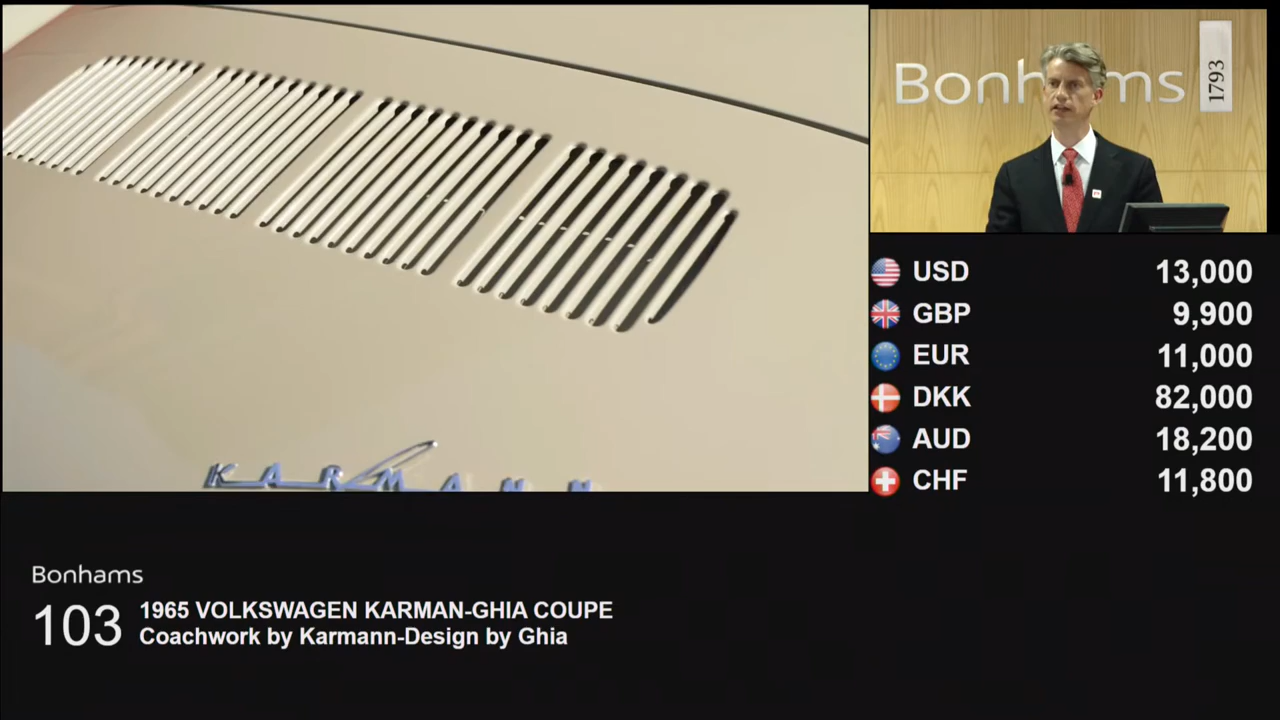 KARMANN
Bonhams
1793
USD 13,000
GBP 9,900
EUR 11,000
DKK 82,000
AUD 18,200
CHF 11,800
Bonhams
103
1965 VOLKSWAGEN KARMAN-GHIA COUPE
Coachwork by Karmann-Design by Ghia